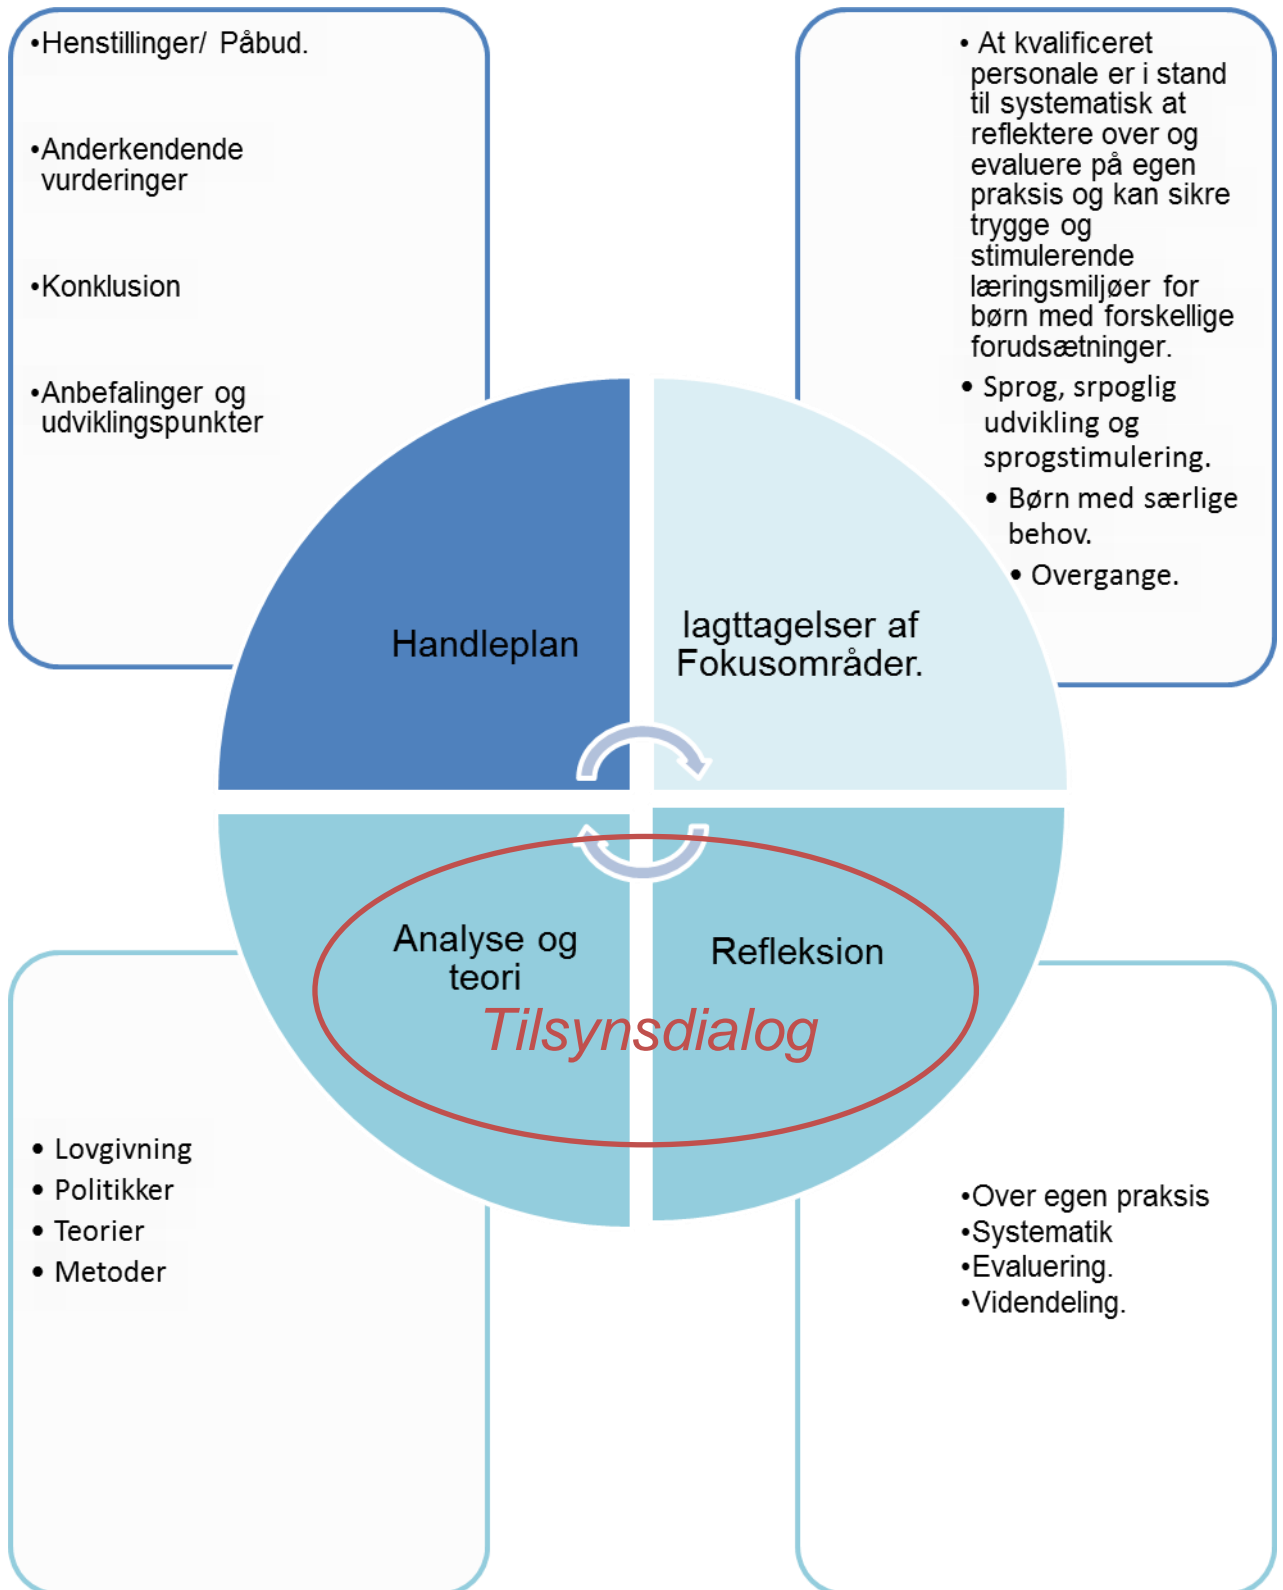 •Henstillinger/ Påbud.
•Anderkendende
vurderinger
•Konklusion
•Anbefalinger og
udviklingspunkter
• At kvalificeret
personale er i stand
til systematisk at
reflektere over og
evaluere på egen
praksis og kan sikre
trygge og
stimulerende
læringsmiljøer for
børn med forskellige
forudsætninger.
• Sprog, srpoglig
udvikling og
sprogstimulering.
• Børn med særlige
behov.
• Overgange.
Handleplan
Iagttagelser af
Fokusområder.
Analyse og
teori
Refleksion
Tilsynsdialog
• Lovgivning
• Politikker
• Teorier
• Metoder
•Over egen praksis
•Systematik
•Evaluering.
•Videndeling.